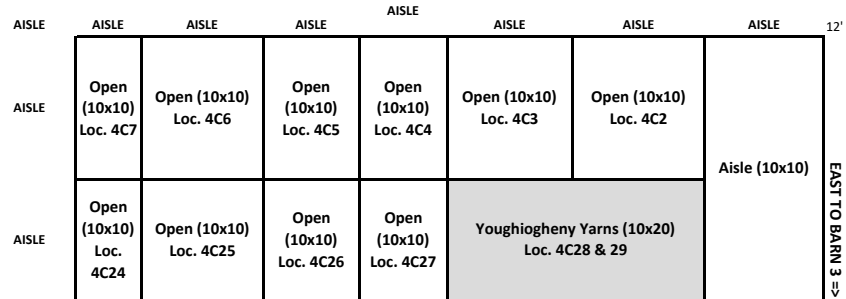 AISLE
AISLE AISLE AISLE AISLE AISLE AISLE AISLE AISLE 12'
AISLE
Open
(10x10)
Loc. 4C7
Open (10x10)
Loc. 4C6
Open
(10x10)
Loc. 4C5
Open
(10x10)
Loc. 4C4
Open (10x10)
Loc. 4C3
Open (10x10)
Loc. 4C2
Aisle (10x10)
EAST TO BARN 3 =>
AISLE
Open
(10x10)
Loc.
4C24
Open (10x10)
Loc. 4C25
Open
(10x10)
Loc. 4C26
Open
(10x10)
Loc. 4C27
Youghiogheny Yarns (10x20)
Loc. 4C28 & 29